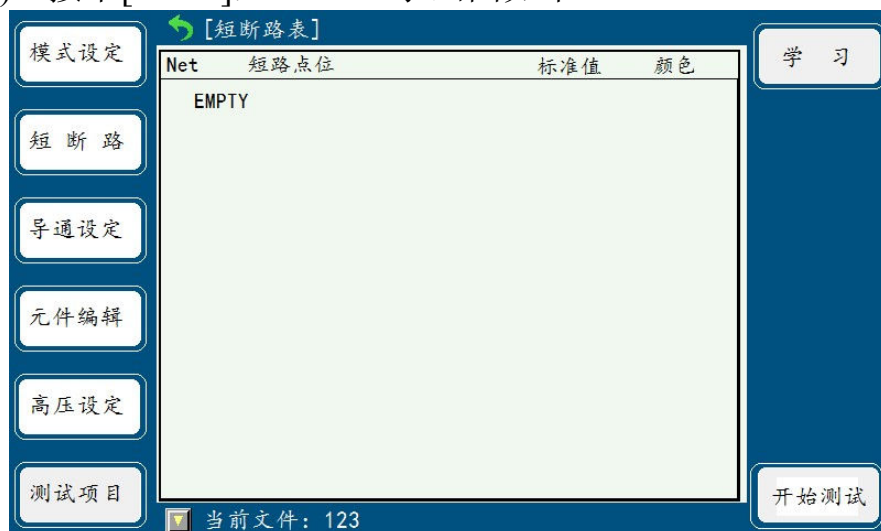 [短断路表]
模式设定
学 习
Net 短路点位 标准值 颜色
EMPTY
短 断 路
导通设定
元件编辑
高压设定
测试项目
开始测试
当前文件: 123